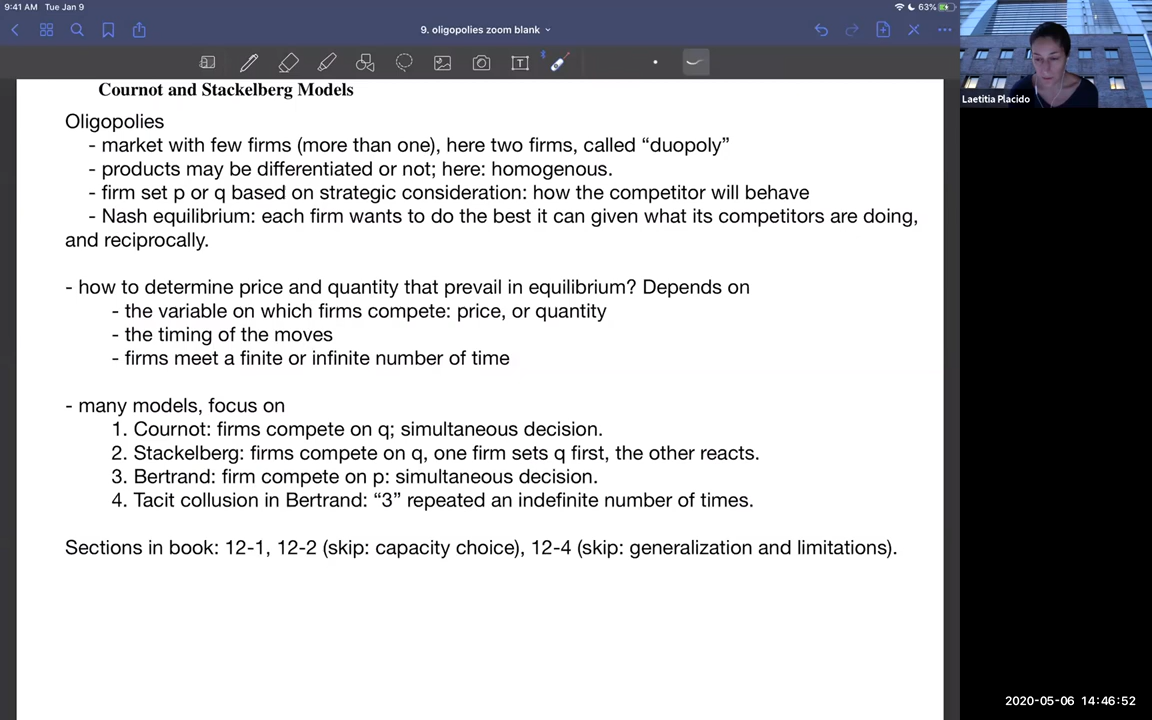 9:41 AM Tue Jan 9
63%
9. oligopolies zoom blank
T
Cournot and Stackelberg Models
Oligopolies
- market with few firms (more than one), here two firms, called “duopoly”
- products may be differentiated or not; here: homogenous.
- firm set p or q based on strategic consideration: how the competitor will behave
- Nash equilibrium: each firm wants to do the best it can given what its competitors are doing,
and reciprocally.
- how to determine price and quantity that prevail in equilibrium? Depends on
- the variable on which firms compete: price, or quantity
- the timing of the moves
- firms meet a finite or infinite number of time
- many models, focus on
1. Cournot: firms compete on q; simultaneous decision.
2. Stackelberg: firms compete on q, one firm sets q first, the other reacts.
3. Bertrand: firm compete on p: simultaneous decision.
4. Tacit collusion in Bertrand: “3” repeated an indefinite number of times.
Sections in book: 12-1, 12-2 (skip: capacity choice), 12-4 (skip: generalization and limitations).
Laetitia Placido
2020-05-06 14:46:52